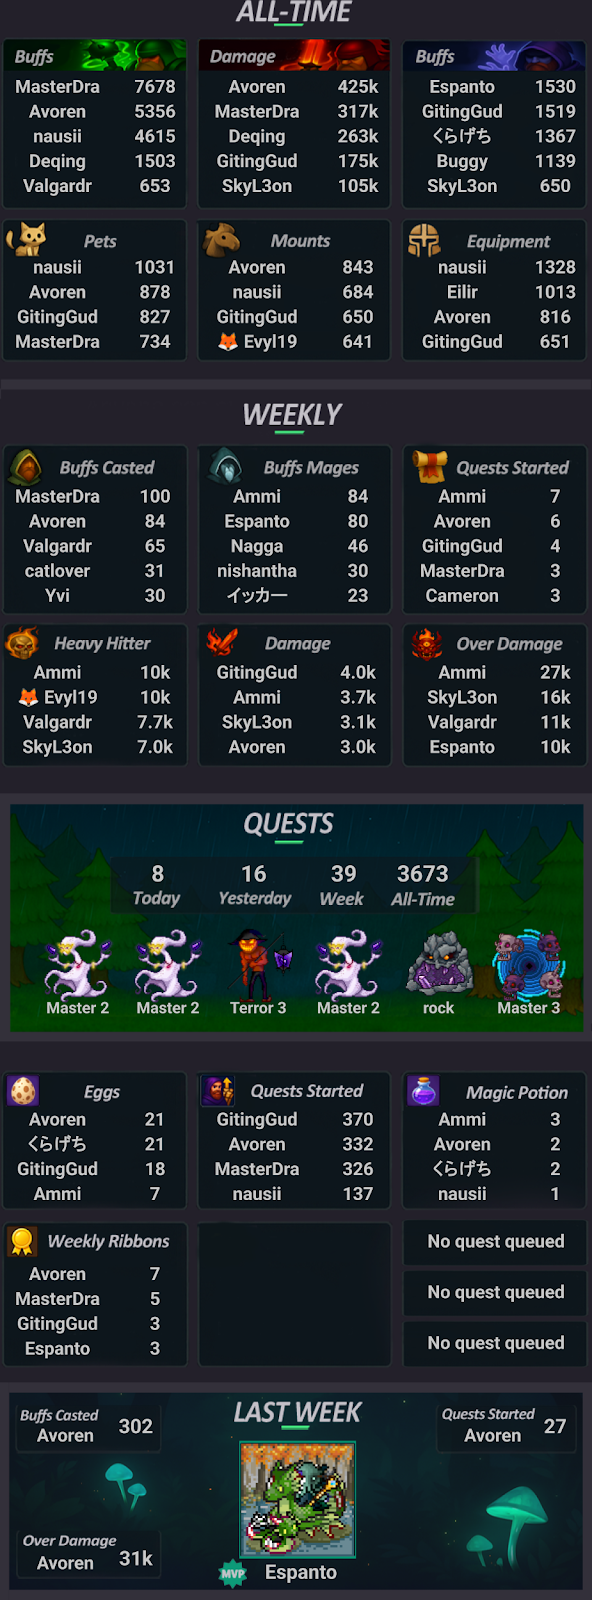 ALL-TIME
Buffs
MasterDra 7678
Avoren 5356
nausii 4615
Deqing 1503
Valgardr 653
Damage
Avoren 425k
MasterDra 317k
Deqing 263k
GitingGud 175k
SkyL3on 105k
Buffs
Espanto 1530
GitingGud 1519
くらげち 1367
Buggy 1139
SkyL3on 650
Pets
nausii 1031
Avoren 878
GitingGud 827
MasterDra 734
Mounts
Avoren 843
nausii 684
GitingGud 650
🦊 Evyl19 641
Equipment
nausii 1328
Eilir 1013
Avoren 816
GitingGud 651
WEEKLY
Buffs Casted
MasterDra 100
Avoren 84
Valgardr 65
catlover 31
Yvi 30
Buffs Mages
Ammi 84
Espanto 80
Nagga 46
nishantha 30
イッカー 23
Quests Started
Ammi 7
Avoren 6
GitingGud 4
MasterDra 3
Cameron 3
Heavy Hitter
Ammi 10k
🦊 Evyl19 10k
Valgardr 7.7k
SkyL3on 7.0k
Damage
GitingGud 4.0k
Ammi 3.7k
SkyL3on 3.1k
Avoren 3.0k
Over Damage
Ammi 27k
SkyL3on 16k
Valgardr 11k
Espanto 10k
QUESTS
8 16 39 3673
Today Yesterday Week All-Time
Master 2 Master 2 Terror 3 Master 2 rock Master 3
Eggs
Avoren 21
くらげち 21
GitingGud 18
Ammi 7
Quests Started
GitingGud 370
Avoren 332
MasterDra 326
nausii 137
Magic Potion
Ammi 3
Avoren 2
くらげち 2
nausii 1
Weekly Ribbons
Avoren 7
MasterDra 5
GitingGud 3
Espanto 3
No quest queued
No quest queued
No quest queued
LAST WEEK
Buffs Casted
Avoren 302
Quests Started
Avoren 27
Over Damage
Avoren 31k
MVP Espanto